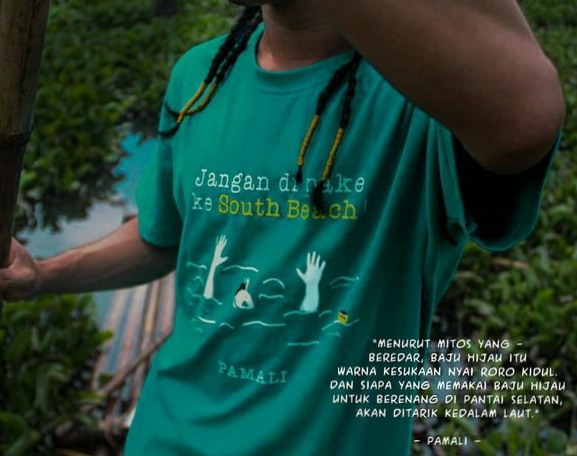 Jangan dipake
ke South Beach!
PAMALI
"MENURUT MITOS YANG -
BEREDAR, BAJU HIJAU ITU
WARNA KESUKAAN NYAI RORO KIDUL.
DAN SIAPA YANG MEMAKAI BAJU HIJAU
UNTUK BERENANG DI PANTAI SELATAN,
AKAN DITARIK KEDALAM LAUT."
- PAMALI -